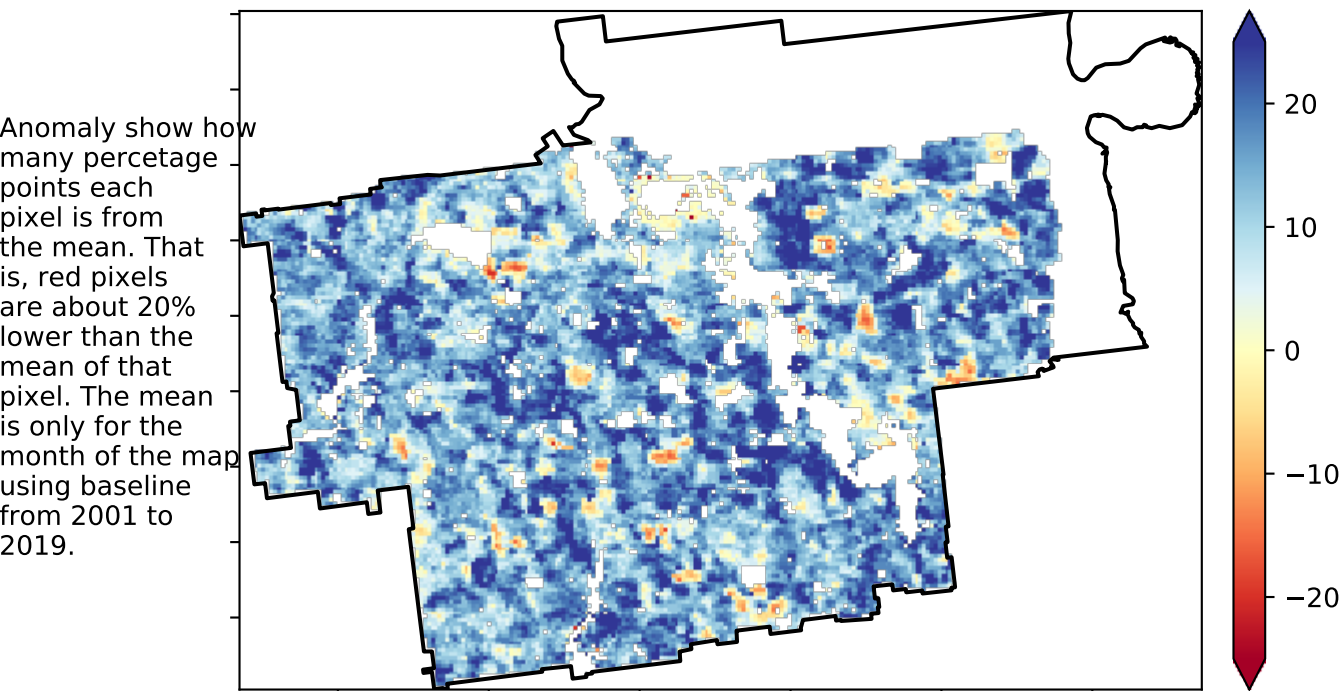 Anomaly show how
many percetage
points each
pixel is from
the mean. That
is, red pixels
are about 20%
lower than the
mean of that
pixel. The mean
is only for the
month of the map
using baseline
from 2001 to
2019.
20
10
0
−10
−20